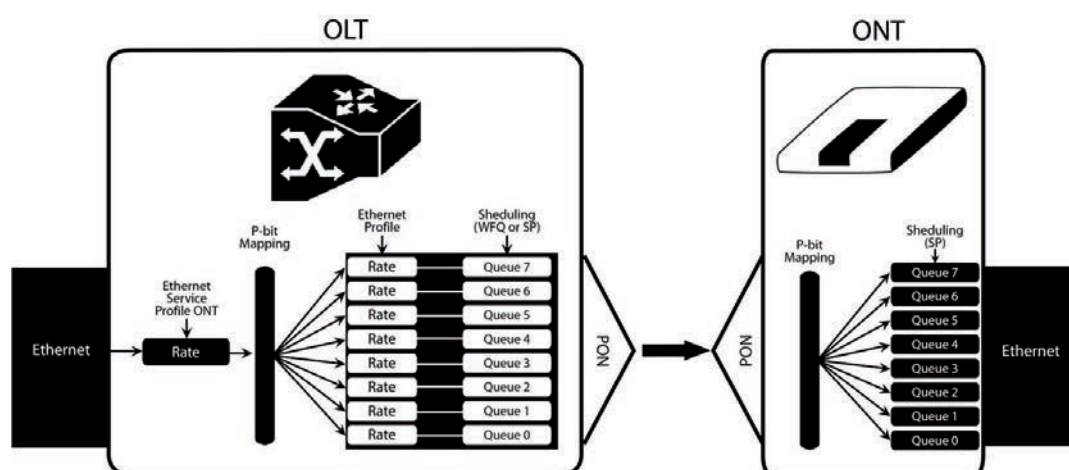 OLT
ONT
Ethernet
Profile
Sheduling
(WFQ or SP)
P-bit
Mapping
Ethernet
Service
Profile ONT
Ethernet
Rate
Rate
Queue 7
Rate
Queue 6
Rate
Queue 5
Rate
Queue 4
Rate
Queue 3
Rate
Queue 2
Rate
Queue 1
Rate
Queue 0
PON
PON
P-bit
Mapping
Sheduling
(SP)
Queue 7
Queue 6
Queue 5
Queue 4
Queue 3
Queue 2
Queue 1
Queue 0
Ethernet